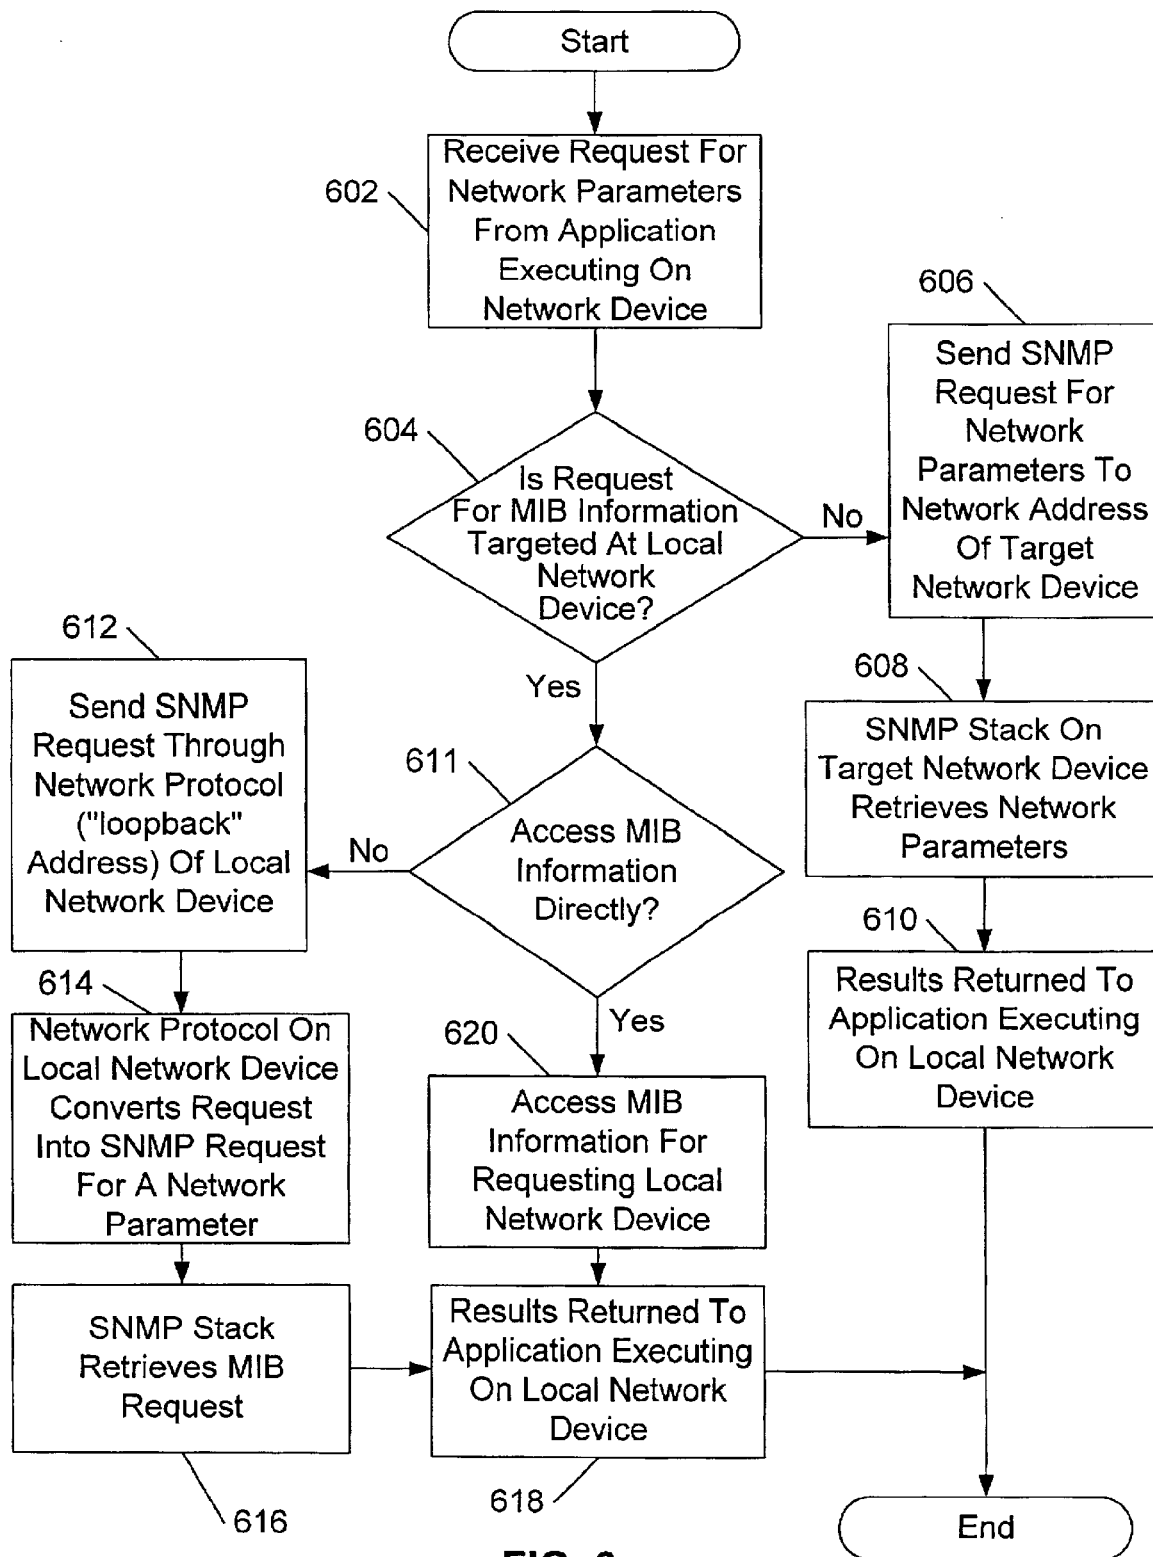 Start
602
Receive Request For
Network Parameters
From Application
Executing On
Network Device
606
Send SNMP
Request For
Network
Parameters To
Network Address
Of Target
Network Device
604
Is Request
For MIB Information
Targeted At Local
Network
Device?
No
Yes
612
Send SNMP
Request Through
Network Protocol
("loopback"
Address) Of Local
Network Device
611
Access MIB
Information
Directly?
No
Yes
608
SNMP Stack On
Target Network Device
Retrieves Network
Parameters
610
Results Returned To
Application Executing
On Local Network
Device
614
Network Protocol On
Local Network Device
Converts Request
Into SNMP Request
For A Network
Parameter
620
Access MIB
Information For
Requesting Local
Network Device
SNMP Stack
Retrieves MIB
Request
616
Results Returned To
Application Executing
On Local Network
Device
618
End